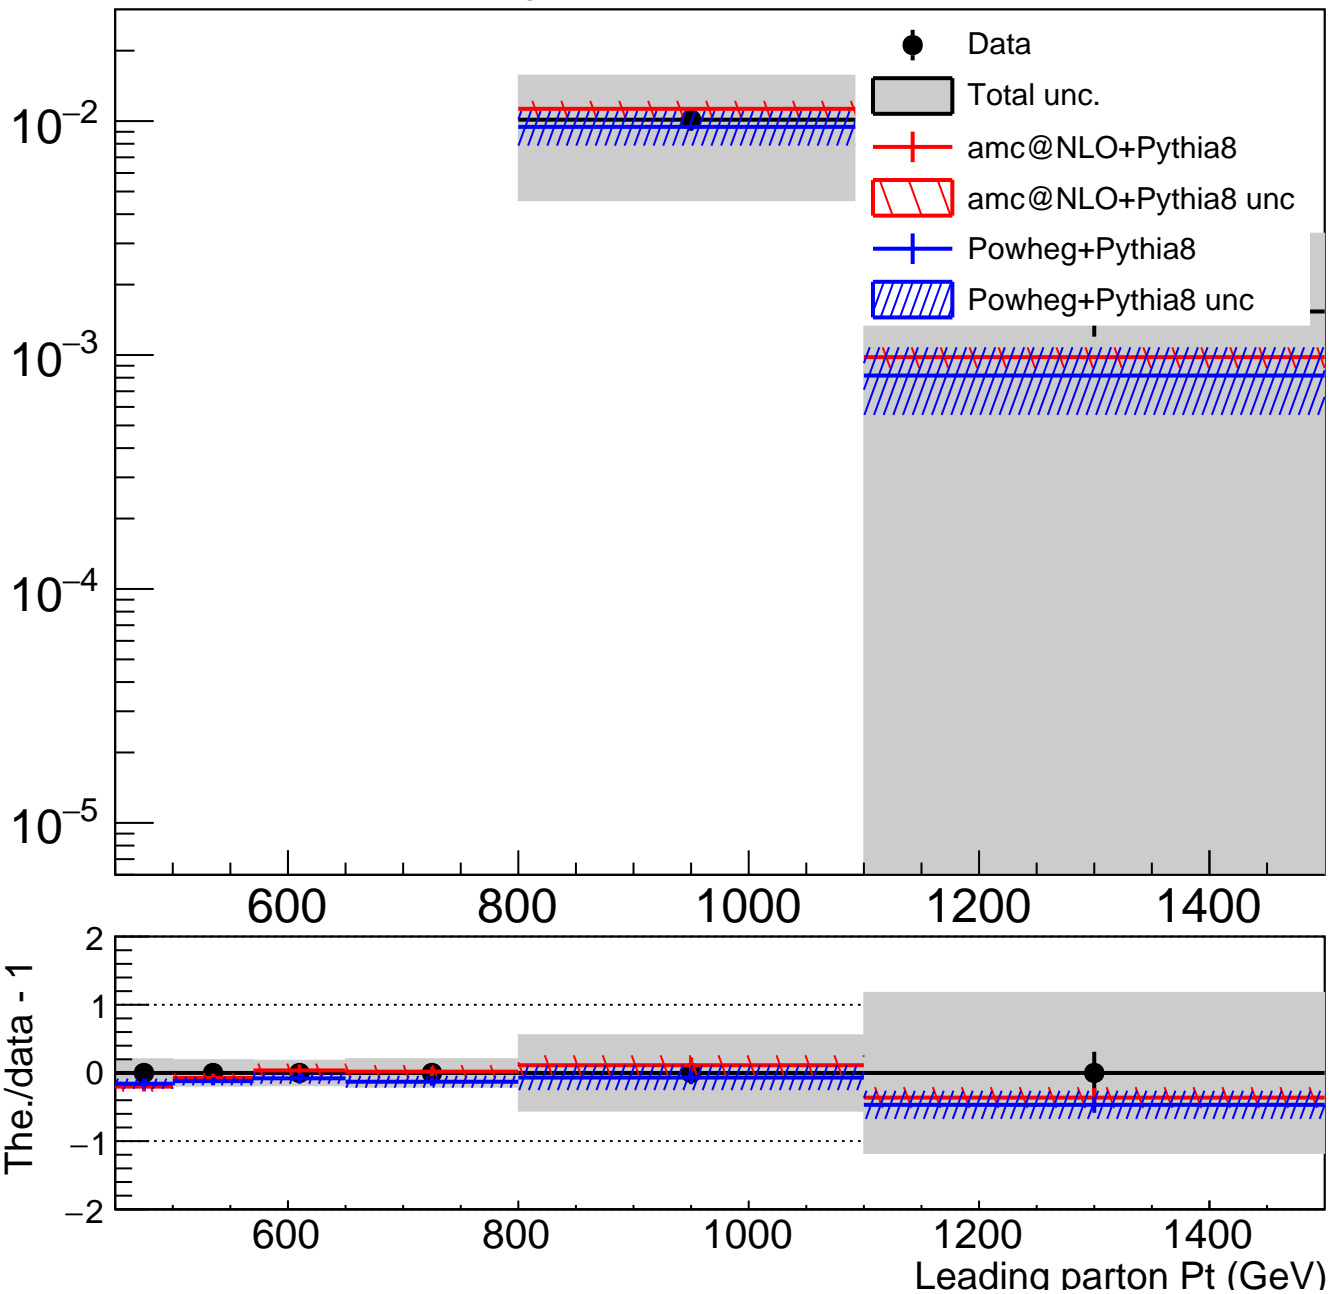 Data
Total unc.
amc@NLO+Pythia8
amc@NLO+Pythia8 unc
Powheg+Pythia8
Powheg+Pythia8 unc
10−2
10−3
10−4
10−5
600 800 1000 1200 1400
The./data - 1
2
1
0
−1
−2
600 800 1000 1200 1400
Leading parton Pt (GeV)